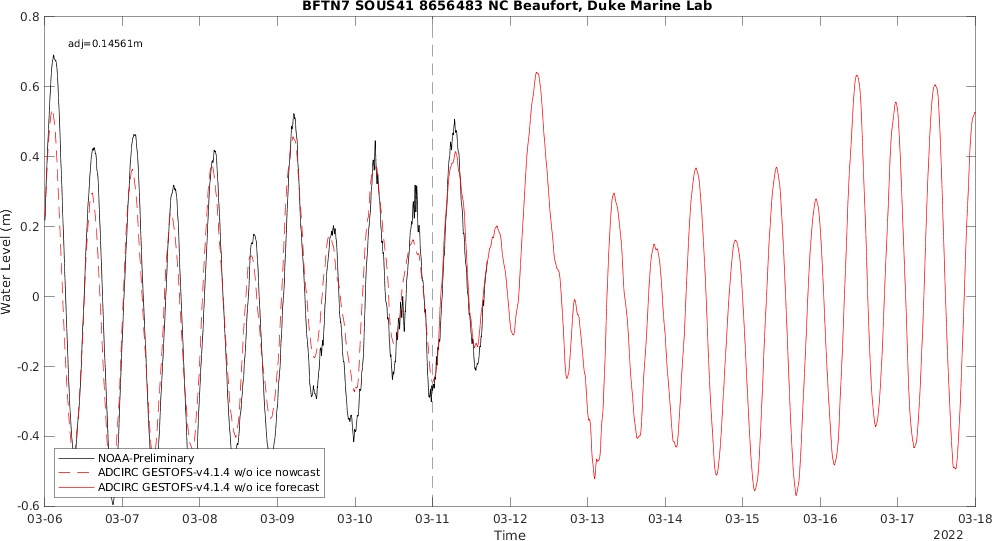 BFTN7 SOUS41 8656483 NC Beaufort, Duke Marine Lab
adj=0.14561m
0.8
0.6
0.4
0.2
0
-0.2
-0.4
-0.6
Water Level (m)
NOAA-Preliminary
ADCIRC GESTOFS-v4.1.4 w/o ice nowcast
ADCIRC GESTOFS-v4.1.4 w/o ice forecast
03-06 03-07 03-08 03-09 03-10 03-11 03-12 03-13 03-14 03-15 03-16 03-17 03-18
Time
2022